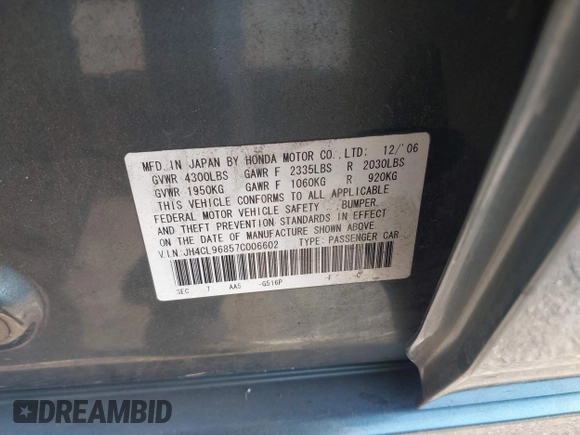 MFD. IN JAPAN BY HONDA MOTOR CO.,LTD: 12/'06
GVWR 4300LBS GAWR F 2335LBS R 2030LBS
GVWR 1950KG GAWR F 1060KG R 920KG
THIS VEHICLE CONFORMS TO ALL APPLICABLE
FEDERAL MOTOR VEHICLE SAFETY ,BUMPER,
AND THEFT PREVENTION STANDARDS IN EFFECT
ON THE DATE OF MANUFACTURE SHOWN ABOVE.
V.I.N.JH4CL96857C006602 TYPE: PASSENGER CAR
SEC 7 AA5 -G516P -F -C
DREAMBID